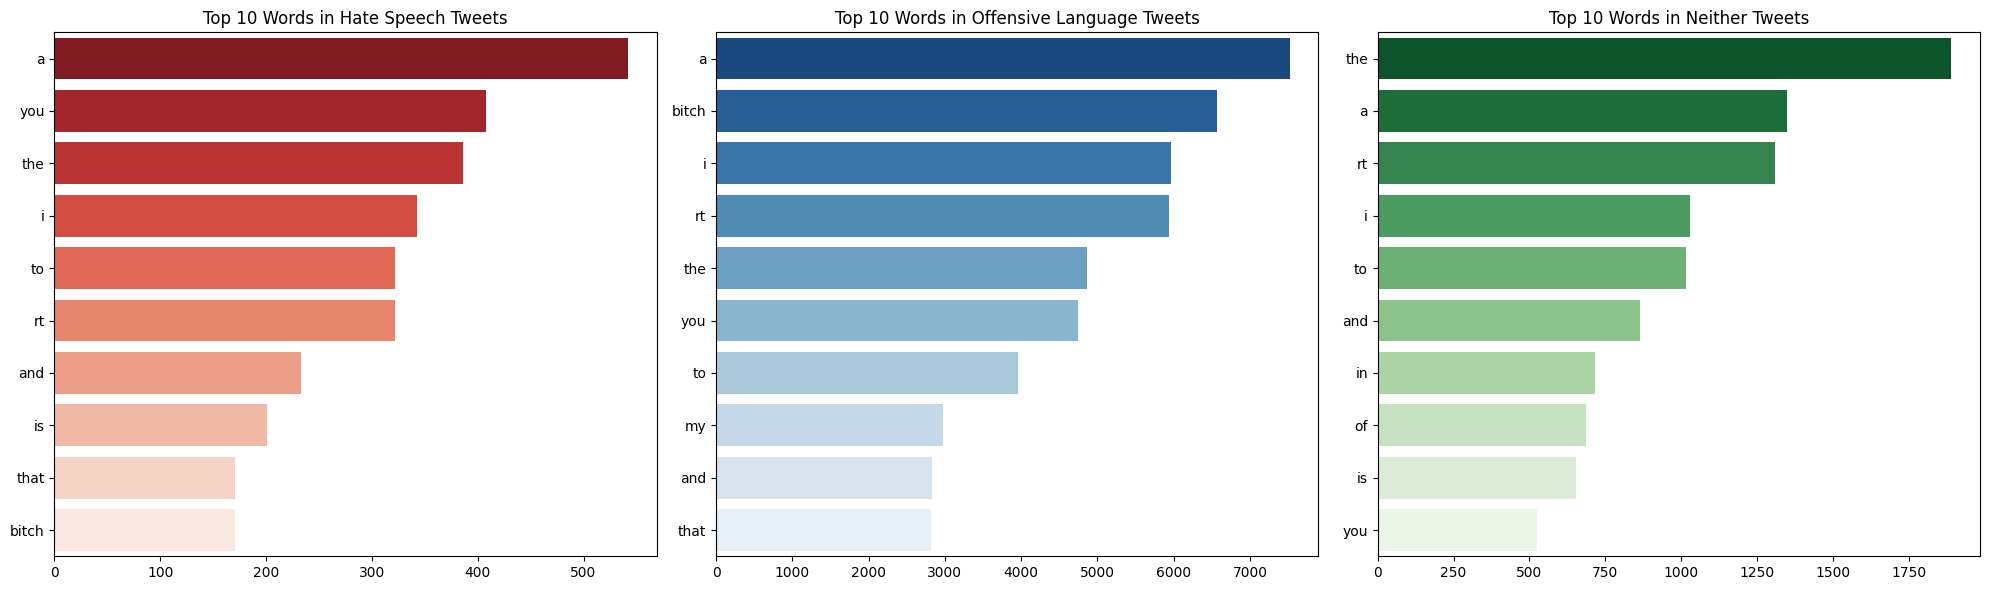 Top 10 Words in Hate Speech Tweets
a
you
the
i
to
rt
and
is
that
bitch
0 100 200 300 400 500
Top 10 Words in Offensive Language Tweets
a
bitch
i
rt
the
you
to
my
and
that
0 1000 2000 3000 4000 5000 6000 7000
Top 10 Words in Neither Tweets
the
a
rt
i
to
and
in
of
is
you
0 250 500 750 1000 1250 1500 1750